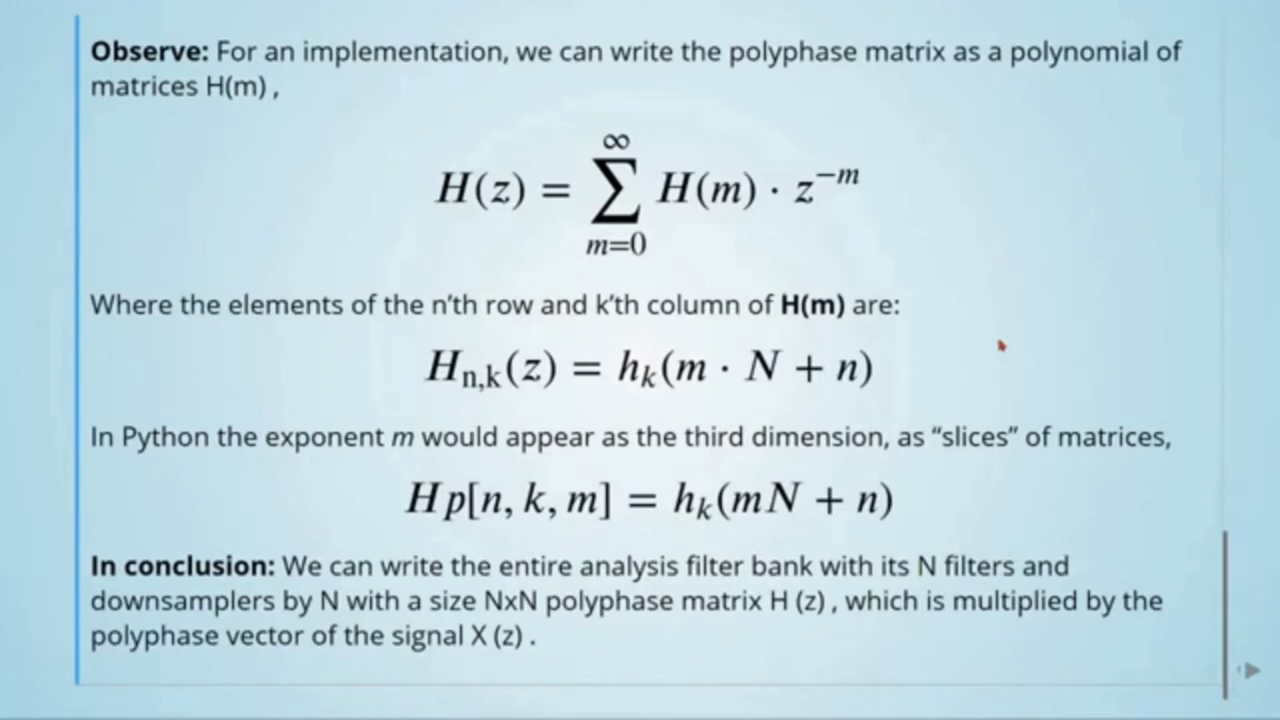 Observe: For an implementation, we can write the polyphase matrix as a polynomial of
matrices H(m) ,
H(z) = ∑_{m=0}^{∞} H(m) · z^{−m}
Where the elements of the n'th row and k'th column of H(m) are:
H_{n,k}(z) = h_k(m · N + n)
In Python the exponent m would appear as the third dimension, as “slices” of matrices,
Hp[n, k, m] = h_k(mN + n)
In conclusion: We can write the entire analysis filter bank with its N filters and
downsamplers by N with a size NxN polyphase matrix H (z) , which is multiplied by the
polyphase vector of the signal X (z) .